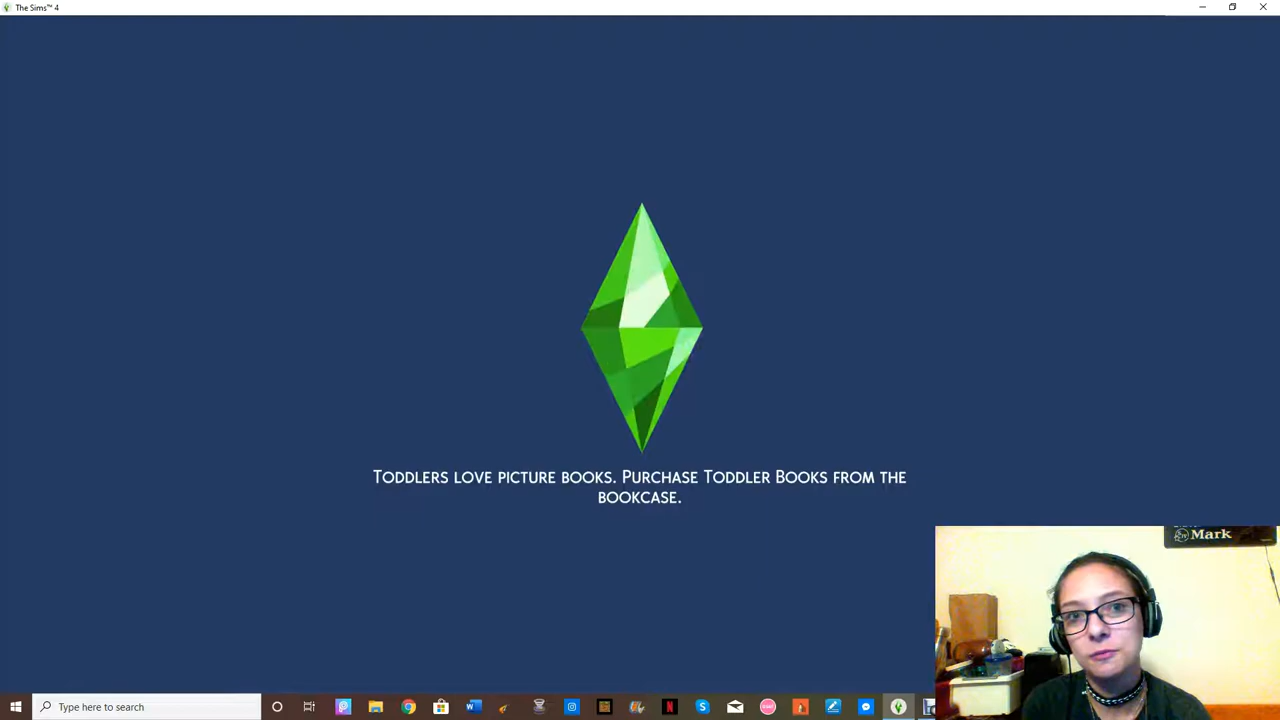 The Sims™ 4
Toddlers love picture books. Purchase Toddler Books from the
bookcase.
Mark
Type here to search